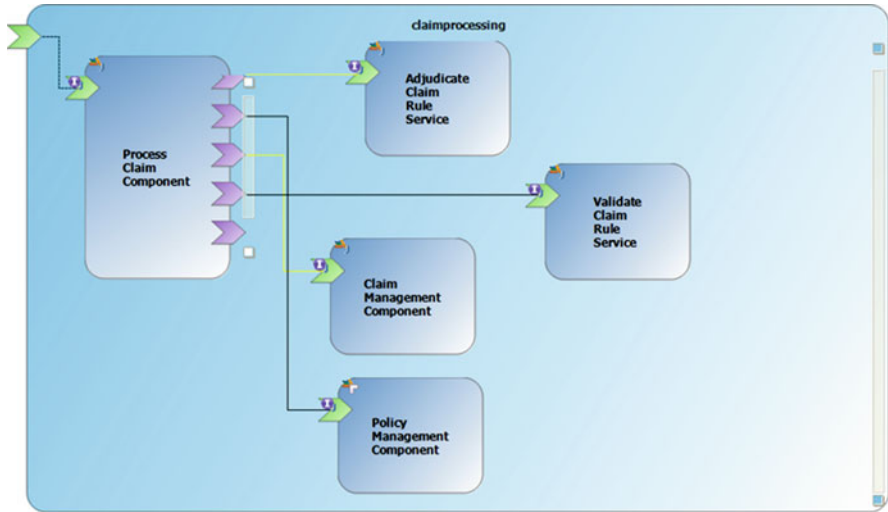 claimprocessing
Adjudicate
Claim
Rule
Service
Process
Claim
Component
Validate
Claim
Rule
Service
Claim
Management
Component
Policy
Management
Component